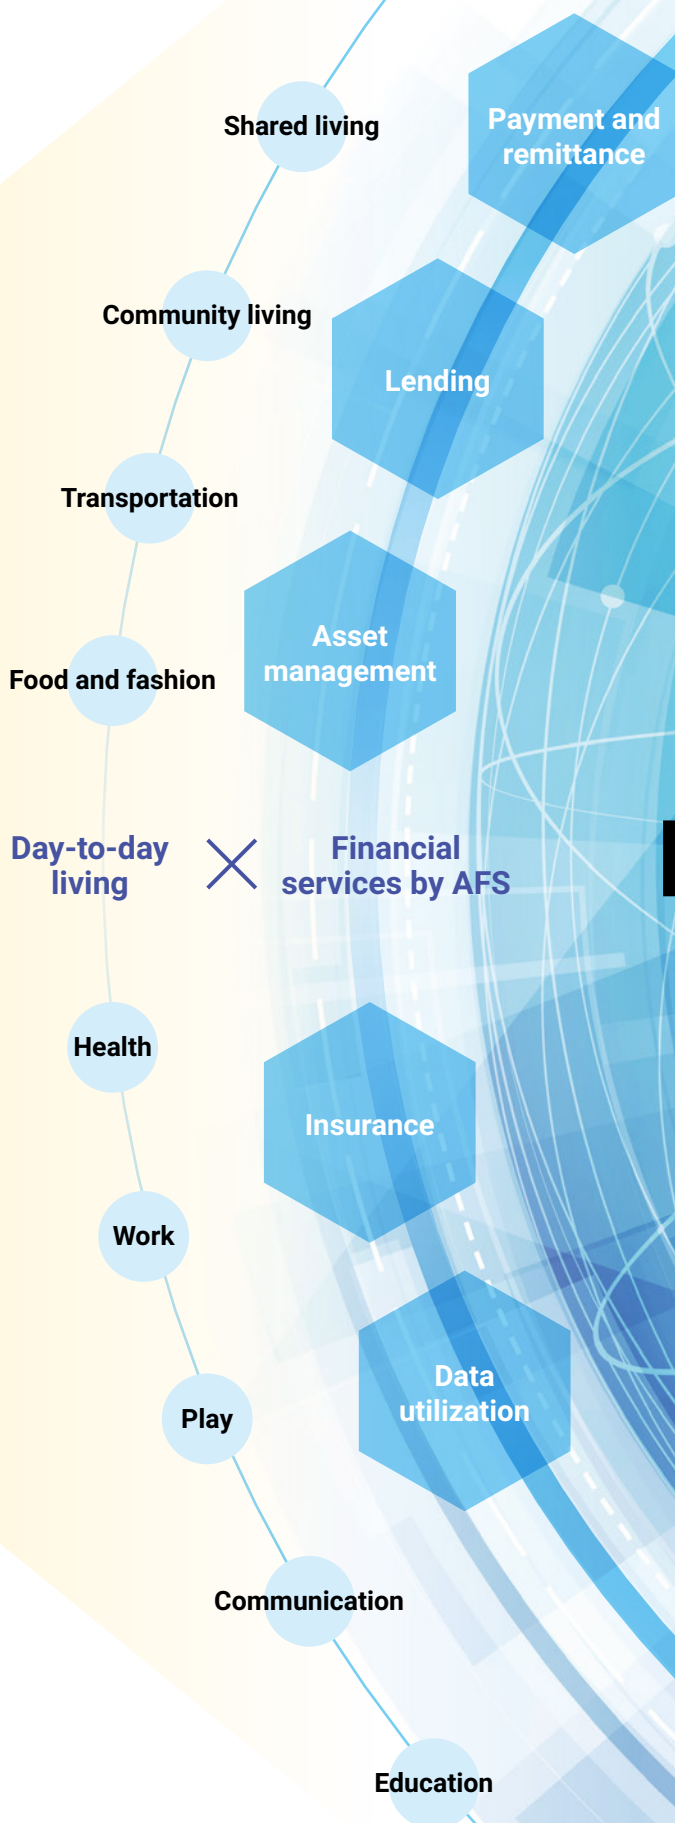 Shared living
Payment and
remittance
Community living
Lending
Transportation
Asset
management
Food and fashion
Day-to-day
living
Financial
services by AFS
Health
Insurance
Work
Data
utilization
Play
Communication
Education